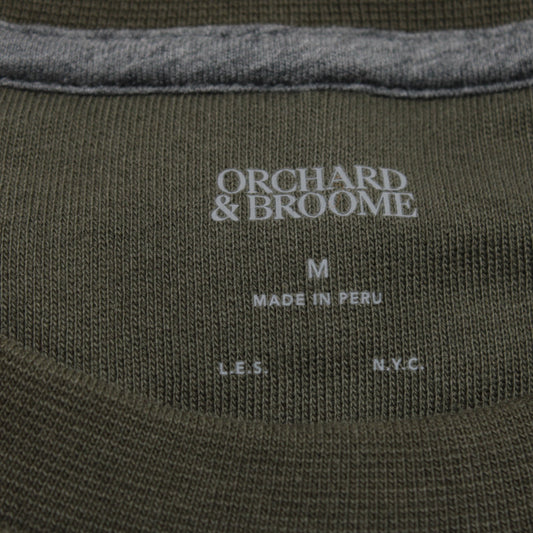 ORCHARD
& BROOME
M
MADE IN PERU
L.E.S. N.Y.C.